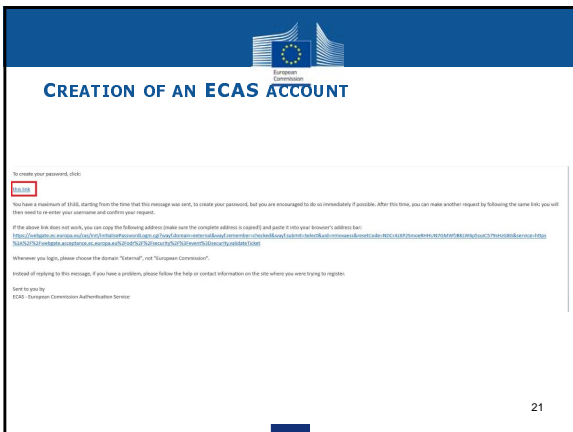 European
Commission
CREATION OF AN ECAS ACCOUNT
To create your password, click:
this link
You have a maximum of 1h30, starting from the time that this message was sent, to create your password, but you are encouraged to do so immediately if possible. After this time, you can make another request by following the same link: you will
then need to re-enter your username and confirm your request.
If the above link does not work, you can copy the following address (make sure the complete address is copied!) and paste it into your browser's address bar:
Whenever you login, please choose the domain "External", not "European Commission".
Instead of replying to this message, if you have a problem, please follow the help or contact information on the site where you were trying to register.
Sent to you by
ECAS - European Commission Authentication Service
21